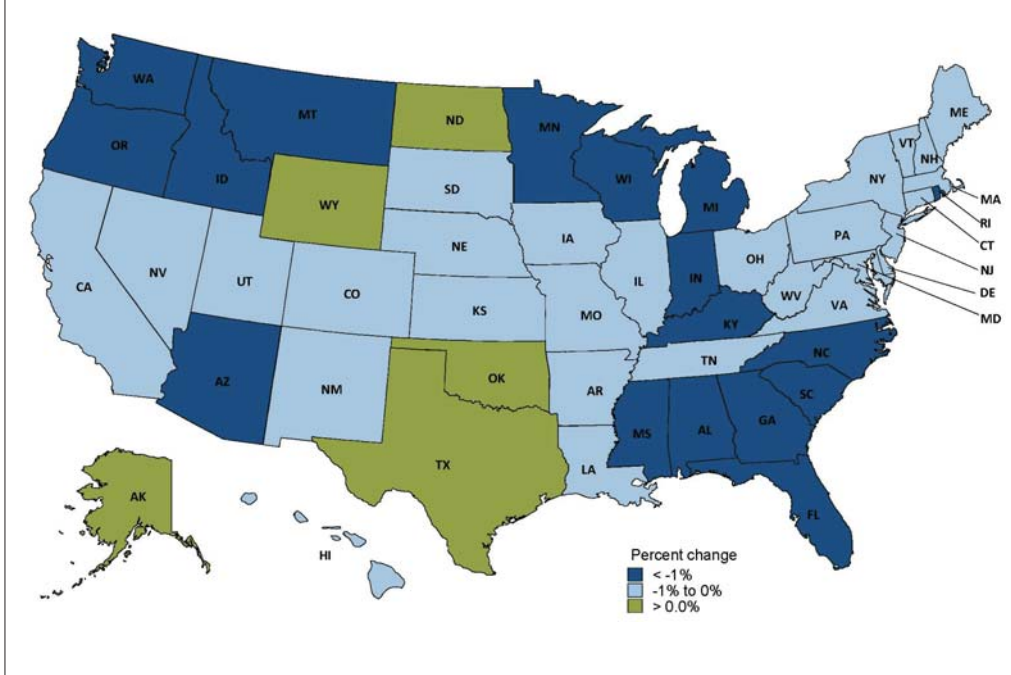 WA
MT
ND
MN
ME
OR
VT
NH
ID
WI
NY
SD
MI
MA
WY
RI
PA
CT
IA
NE
OH
NJ
NV
IL
IN
UT
DE
CA
CO
WV
VA
KS
MO
MD
KY
NC
TN
AZ
OK
NM
AR
SC
GA
AL
MS
TX
LA
AK
FL
HI
Percent change
< -1%
-1% to 0%
> 0.0%